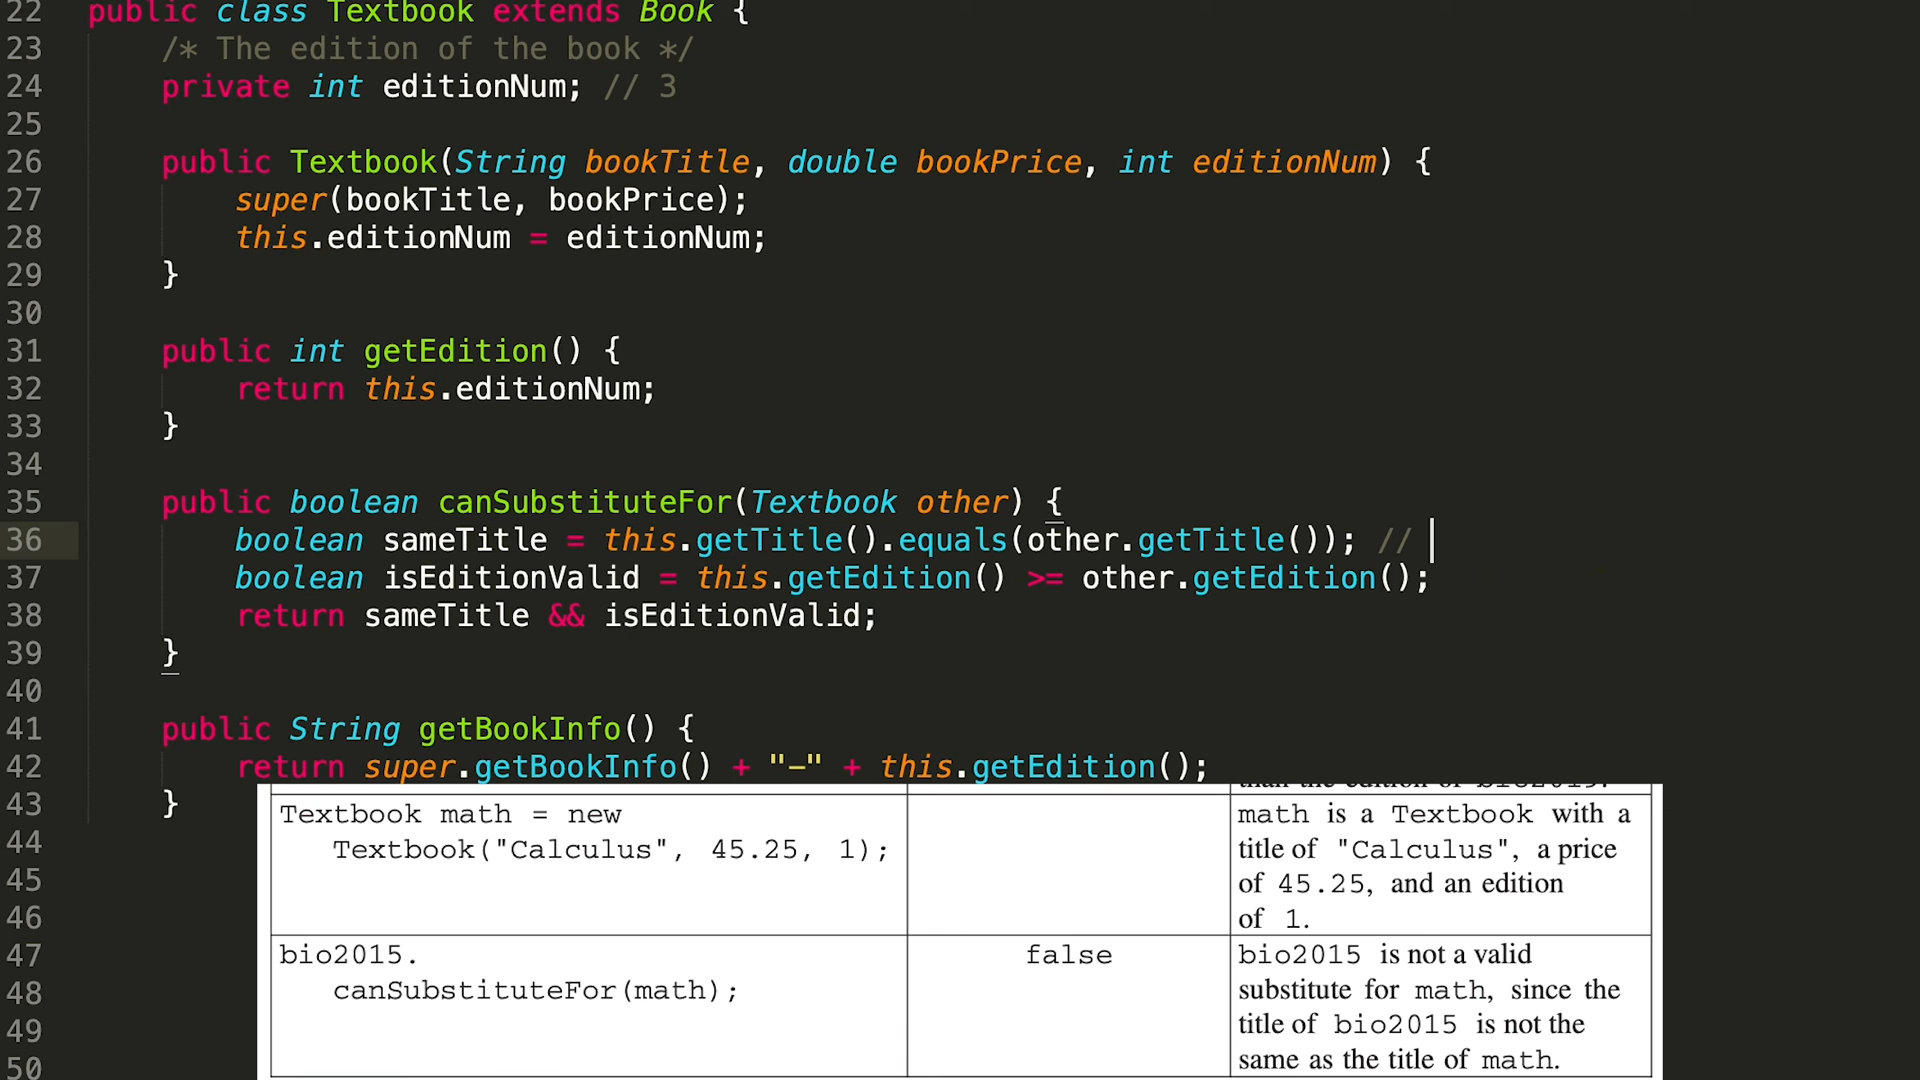 22 public class Textbook extends Book {
23 /* The edition of the book */
24 private int editionNum; // 3
25
26 public Textbook(String bookTitle, double bookPrice, int editionNum) {
27 super(bookTitle, bookPrice);
28 this.editionNum = editionNum;
29 }
30
31 public int getEdition() {
32 return this.editionNum;
33 }
34
35 public boolean canSubstituteFor(Textbook other) {
36 boolean sameTitle = this.getTitle().equals(other.getTitle()); //
37 boolean isEditionValid = this.getEdition() >= other.getEdition();
38 return sameTitle && isEditionValid;
39 }
40
41 public String getBookInfo() {
42 return super.getBookInfo() + "-" + this.getEdition();
43 }
44
45
46
47
48
49
50
than the edition of bio2019.
Textbook math = new
Textbook("Calculus", 45.25, 1);
math is a Textbook with a
title of "Calculus", a price
of 45.25, and an edition
of 1.
bio2015.
canSubstituteFor(math);
false
bio2015 is not a valid
substitute for math, since the
title of bio2015 is not the
same as the title of math.